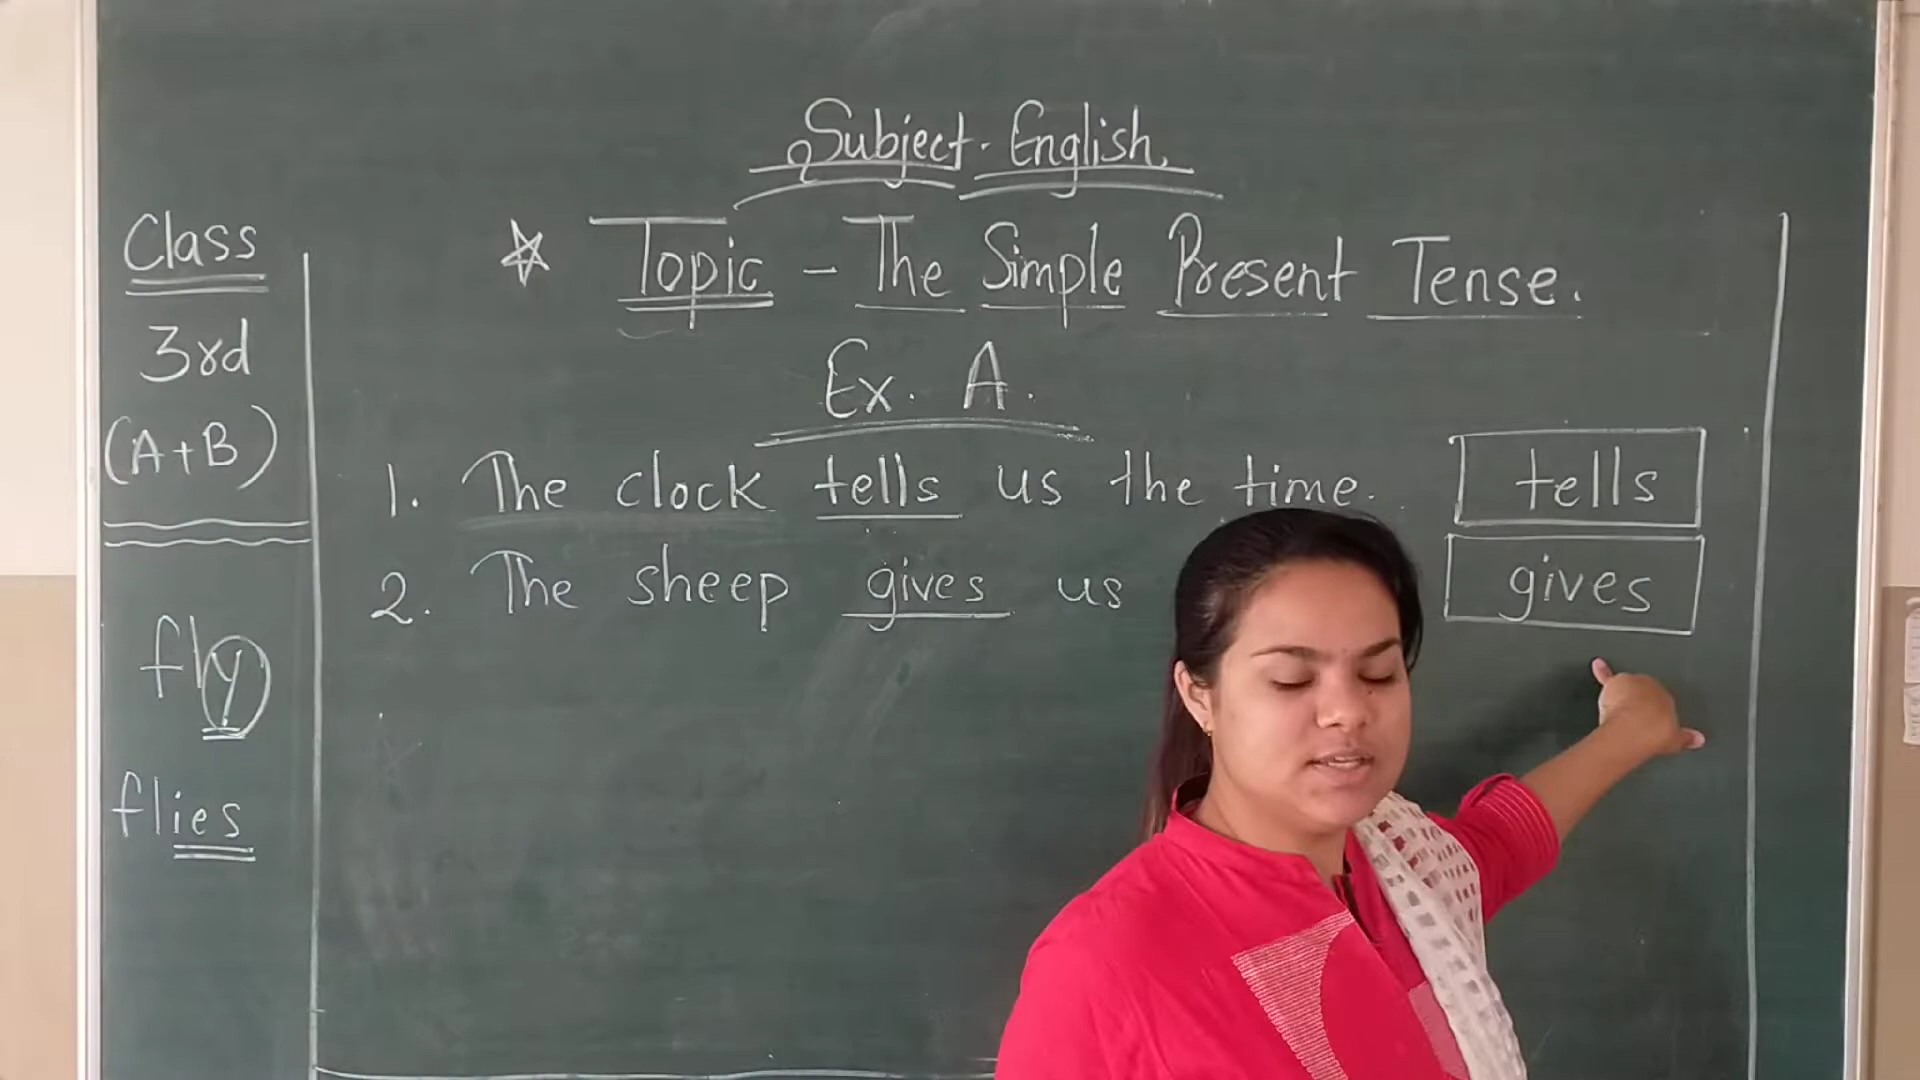 Subject. English.
☆ Topic - The Simple Present Tense.
Ex. A.
Class
3rd
(A+B)
fly
flies
1. The clock tells us the time.
tells
2. The sheep gives us
gives